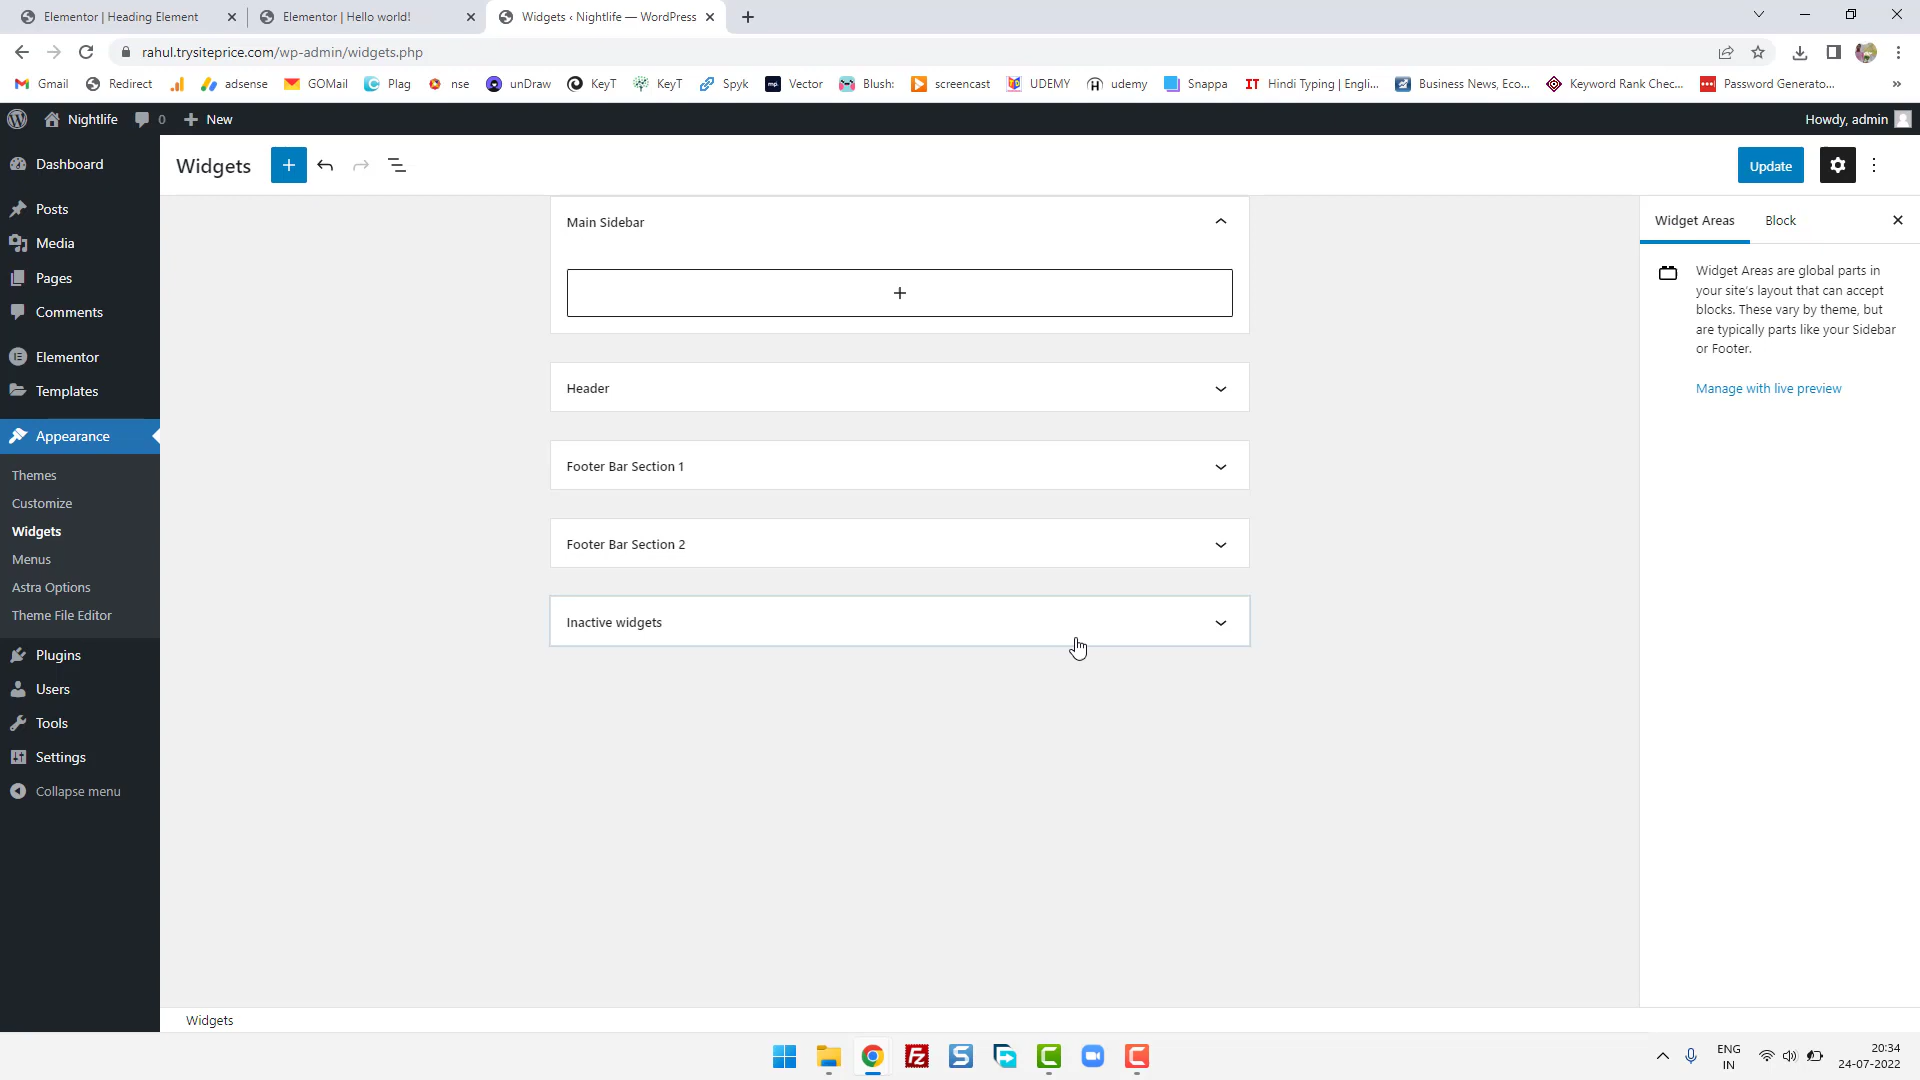 Elementor | Heading Element
Elementor | Hello world!
Widgets ‹ Nightlife — WordPress
rahul.trysiteprice.com/wp-admin/widgets.php
Gmail
Redirect
adsense
GOMail
Plag
nse
unDraw
KeyT
KeyT
Spyk
Vector
Blush:
screencast
UDEMY
udemy
Snappa
Hindi Typing | Engli...
Business News, Eco...
Keyword Rank Chec...
Password Generato...
»
Nightlife
0
New
Howdy, admin
Dashboard
Posts
Media
Pages
Comments
Elementor
Templates
Appearance
Themes
Customize
Widgets
Menus
Astra Options
Theme File Editor
Plugins
Users
Tools
Settings
Collapse menu
Widgets
Update
Main Sidebar
Header
Footer Bar Section 1
Footer Bar Section 2
Inactive widgets
Widget Areas
Block
Widget Areas are global parts in
your site's layout that can accept
blocks. These vary by theme, but
are typically parts like your Sidebar
or Footer.
Manage with live preview
Widgets
ENG
IN
20:34
24-07-2022